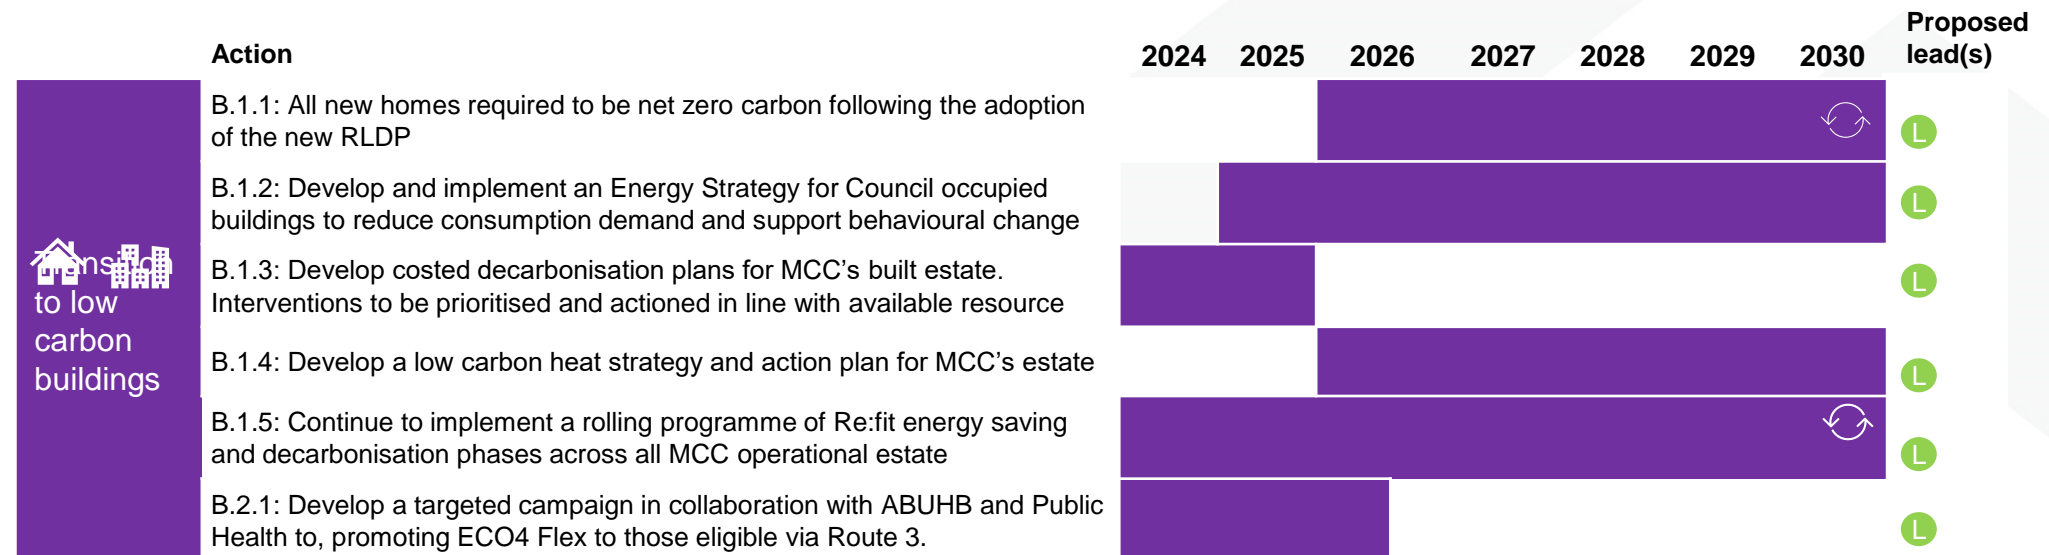 Proposed
lead(s)
Action 2024 2025 2026 2027 2028 2029 2030
B.1.1: All new homes required to be net zero carbon following the adoption
of the new RLDP
L
B.1.2: Develop and implement an Energy Strategy for Council occupied
buildings to reduce consumption demand and support behavioural change
L
Transition
to low
carbon
buildings
B.1.3: Develop costed decarbonisation plans for MCC’s built estate.
Interventions to be prioritised and actioned in line with available resource
L
B.1.4: Develop a low carbon heat strategy and action plan for MCC’s estate
L
B.1.5: Continue to implement a rolling programme of Re:fit energy saving
and decarbonisation phases across all MCC operational estate
L
B.2.1: Develop a targeted campaign in collaboration with ABUHB and Public
Health to, promoting ECO4 Flex to those eligible via Route 3.
L